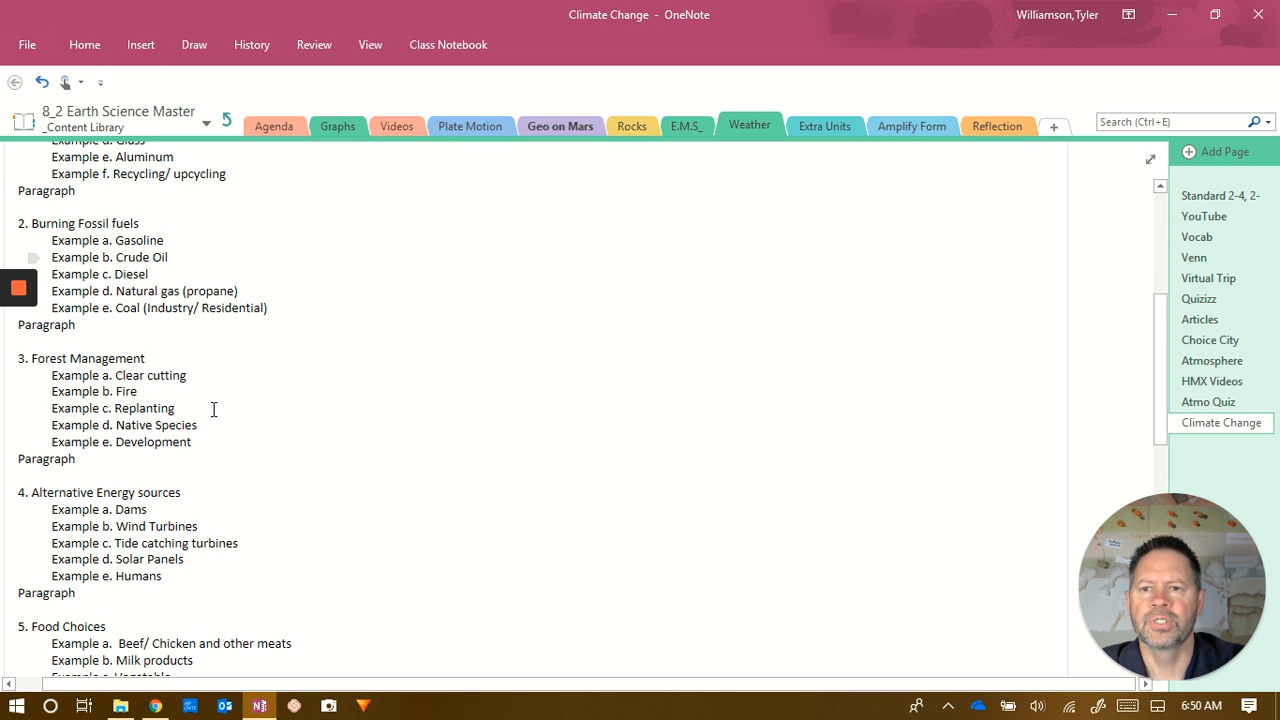 Climate Change - OneNote
Williamson,Tyler
File
Home
Insert
Draw
History
Review
View
Class Notebook
8_2 Earth Science Master
_Content Library
Agenda
Graphs
Videos
Plate Motion
Geo on Mars
Rocks
E.M.S_
Weather
Extra Units
Amplify Form
Reflection
Search (Ctrl+E)
Add Page
Example e. Aluminum
Example f. Recycling/ upcycling
Paragraph
2. Burning Fossil fuels
Example a. Gasoline
Example b. Crude Oil
Example c. Diesel
Example d. Natural gas (propane)
Example e. Coal (Industry/ Residential)
Paragraph
3. Forest Management
Example a. Clear cutting
Example b. Fire
Example c. Replanting
Example d. Native Species
Example e. Development
Paragraph
4. Alternative Energy sources
Example a. Dams
Example b. Wind Turbines
Example c. Tide catching turbines
Example d. Solar Panels
Example e. Humans
Paragraph
5. Food Choices
Example a. Beef/ Chicken and other meats
Example b. Milk products
Standard 2-4, 2-
YouTube
Vocab
Venn
Virtual Trip
Quizizz
Articles
Choice City
Atmosphere
HMX Videos
Atmo Quiz
Climate Change
6:50 AM